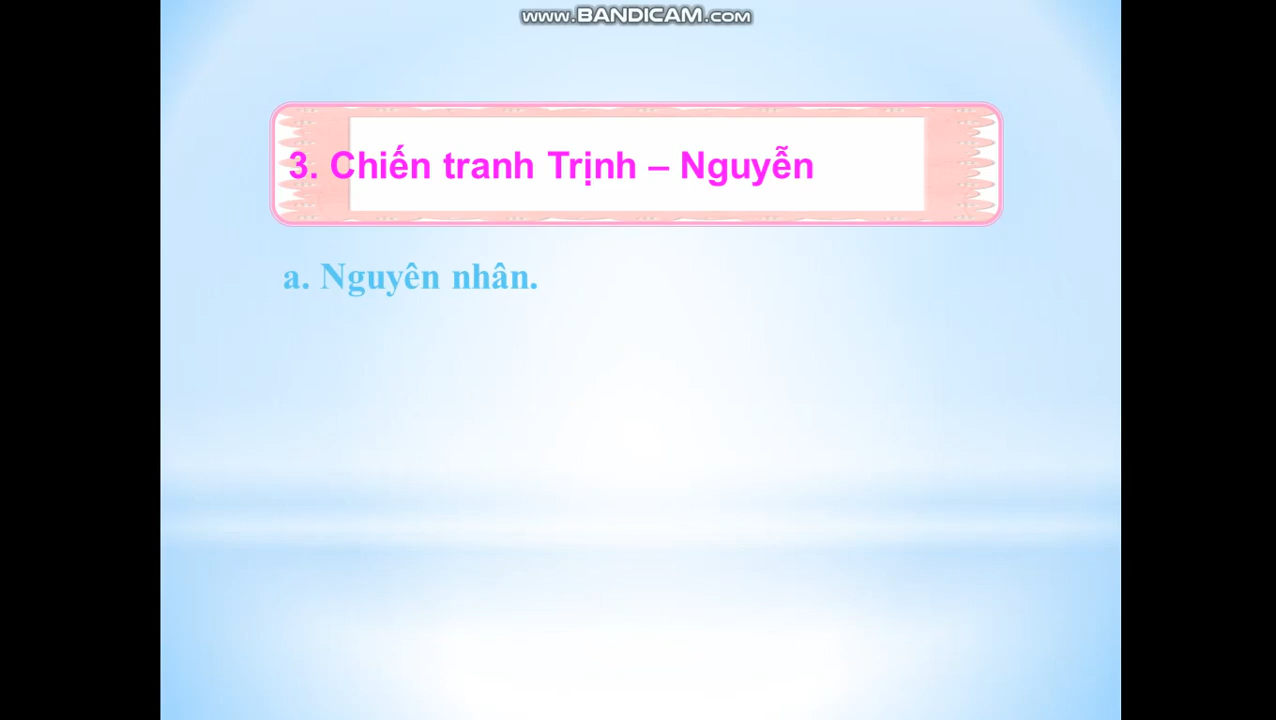 www.BANDICAM.com
3. Chiến tranh Trịnh – Nguyễn
a. Nguyên nhân.